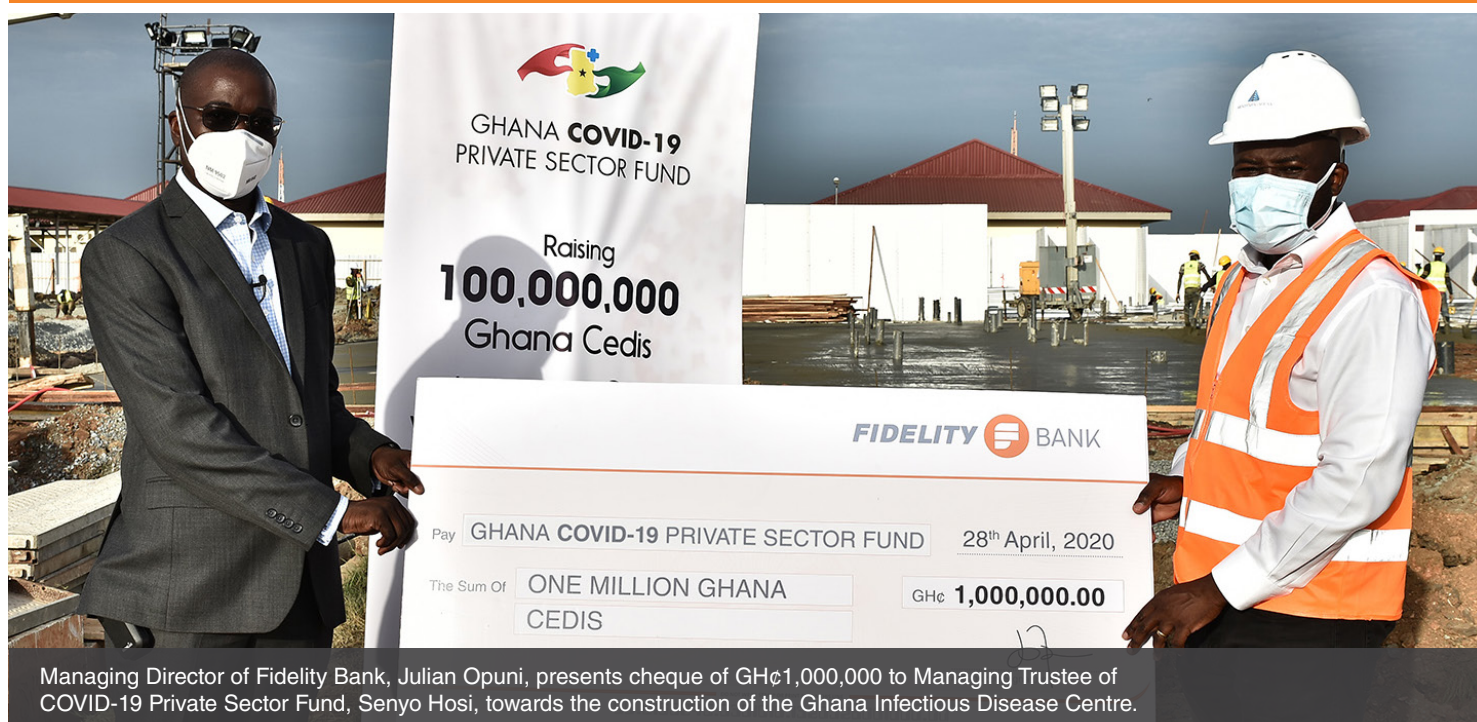 GHANA COVID-19
PRIVATE SECTOR FUND
Raising
100,000,000
Ghana Cedis
FIDELITY BANK
Pay GHANA COVID-19 PRIVATE SECTOR FUND 28th April, 2020
The Sum Of ONE MILLION GHANA GH¢ 1,000,000.00
CEDIS
Managing Director of Fidelity Bank, Julian Opuni, presents cheque of GH¢1,000,000 to Managing Trustee of
COVID-19 Private Sector Fund, Senyo Hosi, towards the construction of the Ghana Infectious Disease Centre.